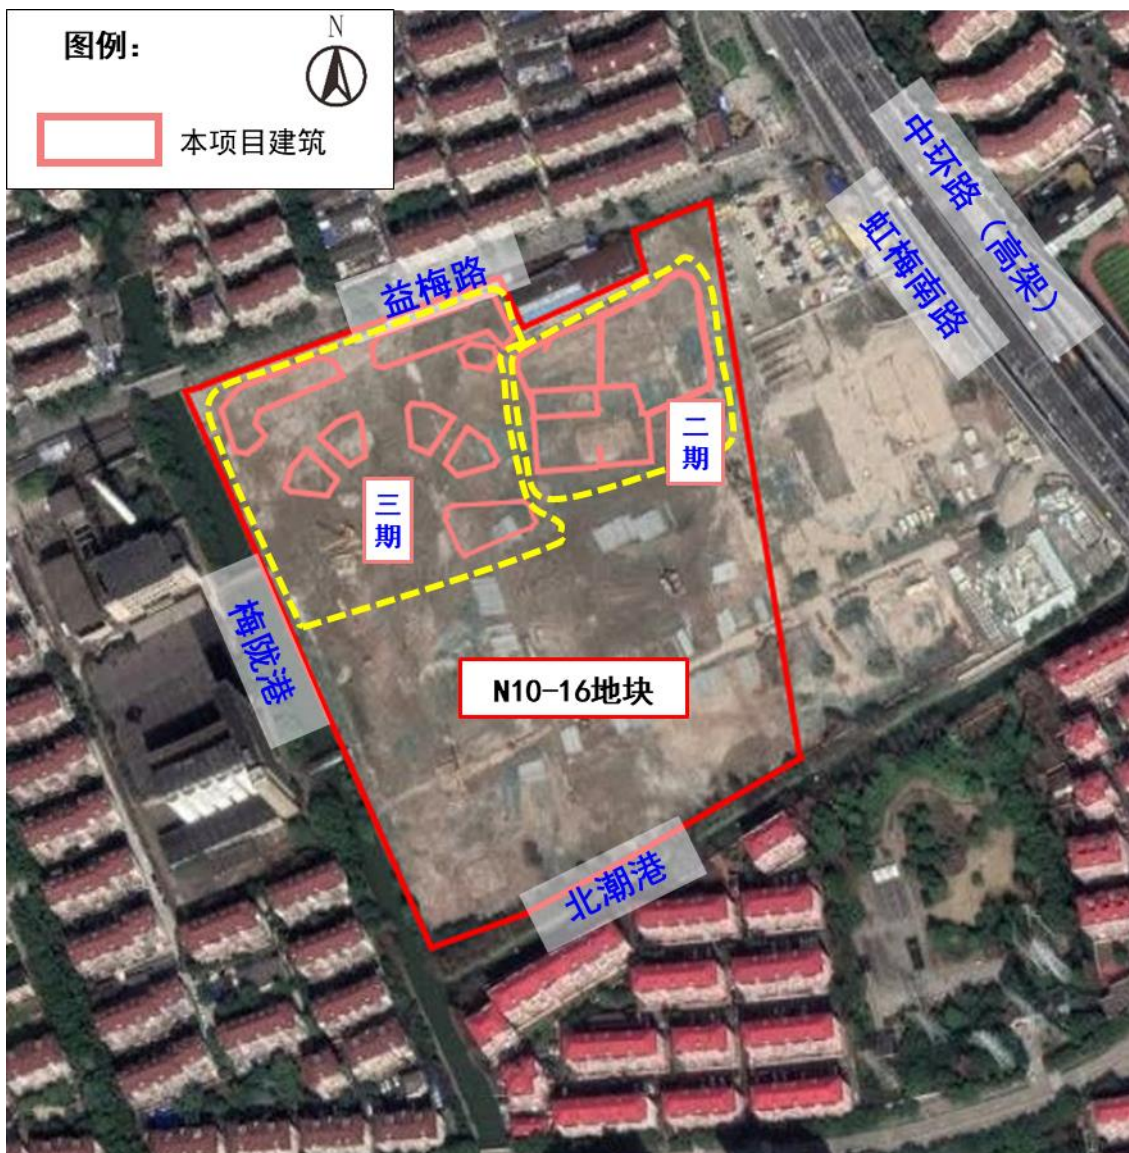 图例：
N
本项目建筑
中环路（高架）
虹梅南路
益梅路
二期
三期
梅陇港
N10-16地块
北潮港